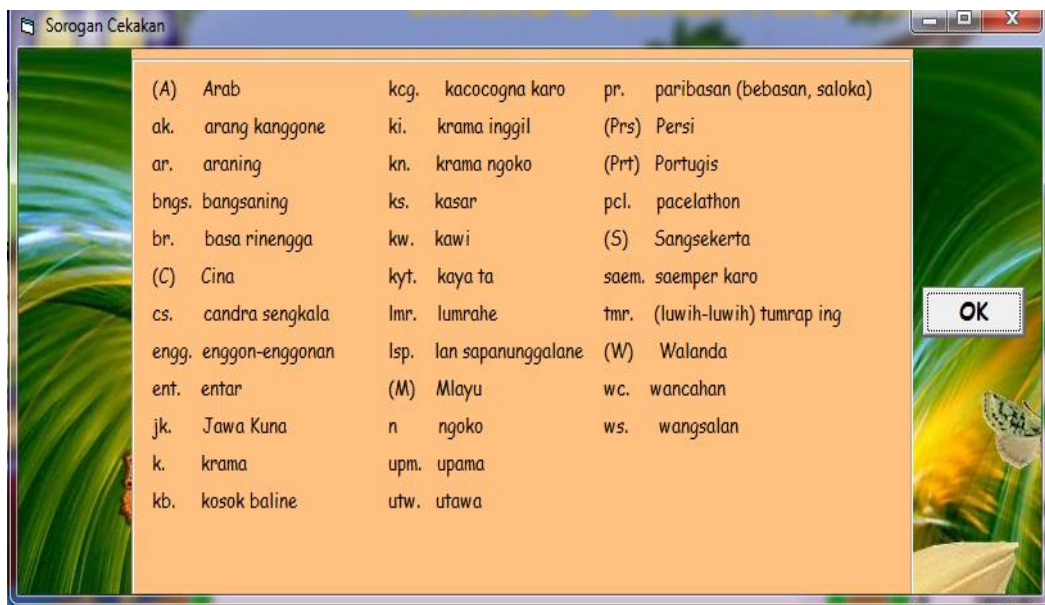 Sorogan Cekakan
(A) Arab
ak. arang kanggone
ar. araning
bngs. bangsaning
br. basa rinengga
(C) Cina
cs. candra sengkala
engg. enggon-enggonan
ent. entar
jk. Jawa Kuna
k. krama
kb. kosok baline
kcg. kacocogna karo
ki. krama inggil
kn. krama ngoko
ks. kasar
kw. kawi
kyt. kaya ta
lmr. lumrahe
lsp. lan sapanunggalane
(M) Mlayu
n ngoko
upm. upama
utw. utawa
pr. paribasan (bebasan, saloka)
(Prs) Persi
(Prt) Portugis
pcl. pacelathon
(S) Sangsekerta
saem. saemper karo
tmr. (luwih-luwih) tumrap ing
(W) Walanda
wc. wancahan
ws. wangsalan
OK